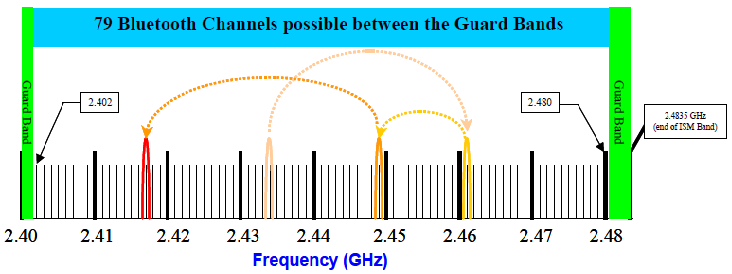 79 Bluetooth Channels possible between the Guard Bands
Guard Band
2.402
2.480
Guard Band
2.4835 GHz
(end of ISM Band)
2.40 2.41 2.42 2.43 2.44 2.45 2.46 2.47 2.48
Frequency (GHz)